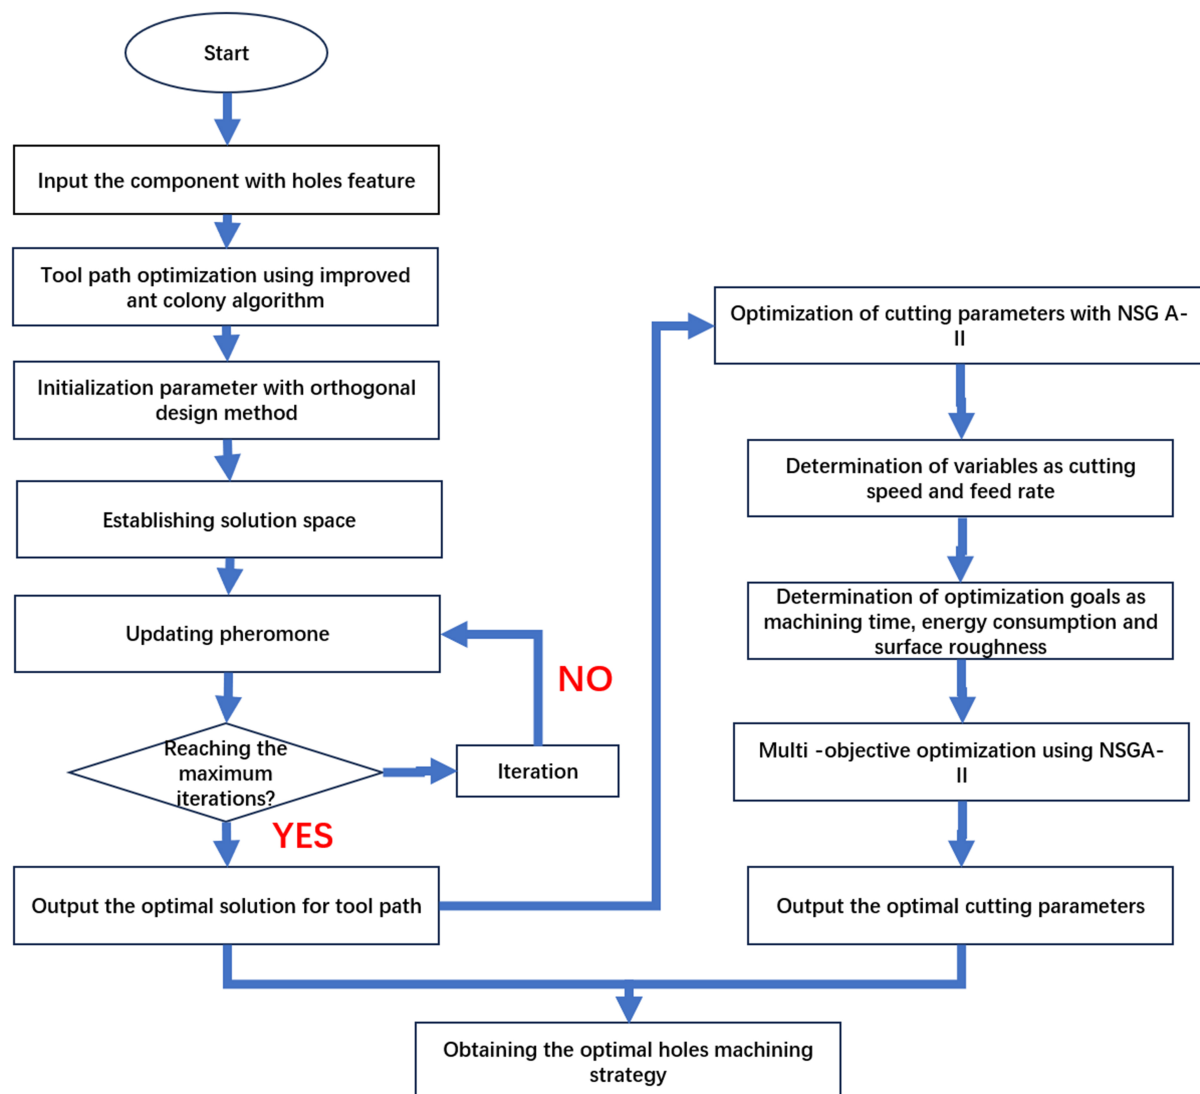 Start
Input the component with holes feature
Tool path optimization using improved
ant colony algorithm
Initialization parameter with orthogonal
design method
Establishing solution space
Updating pheromone
NO
Reaching the
maximum
iterations?
Iteration
YES
Output the optimal solution for tool path
Optimization of cutting parameters with NSG A-
II
Determination of variables as cutting
speed and feed rate
Determination of optimization goals as
machining time, energy consumption and
surface roughness
Multi -objective optimization using NSGA-
II
Output the optimal cutting parameters
Obtaining the optimal holes machining
strategy